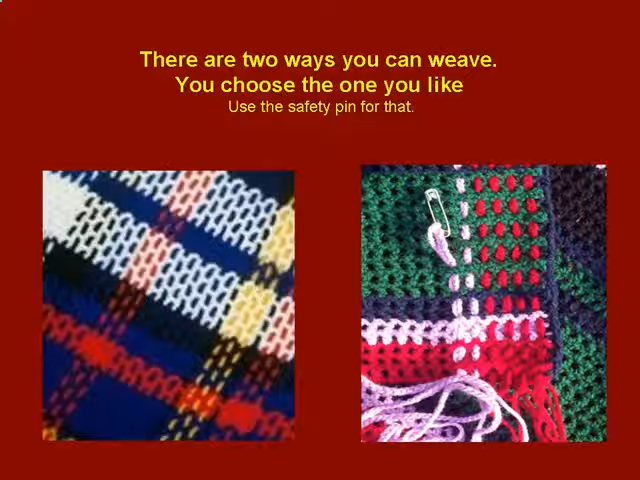 There are two ways you can weave.
You choose the one you like
Use the safety pin for that.